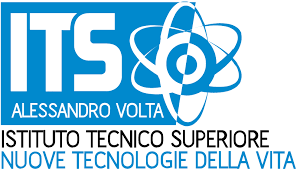 ITS
ALESSANDRO VOLTA
ISTITUTO TECNICO SUPERIORE
NUOVE TECNOLOGIE DELLA VITA